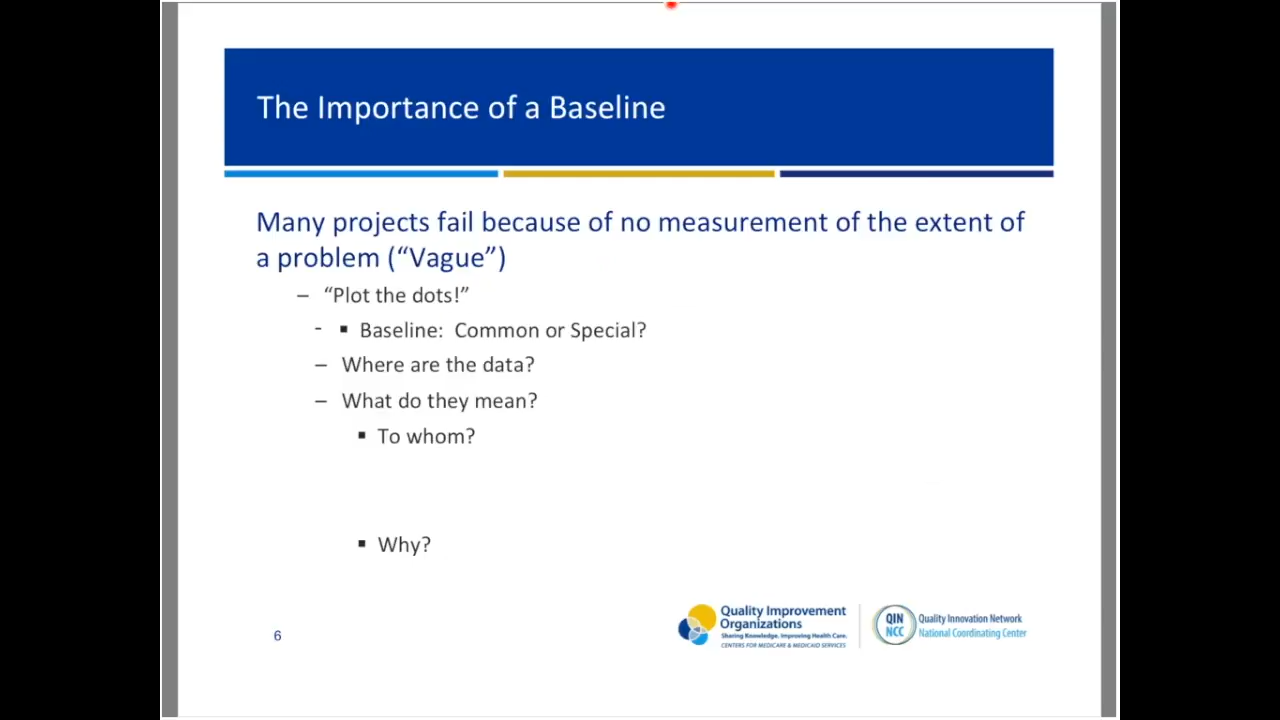 The Importance of a Baseline
Many projects fail because of no measurement of the extent of
a problem (“Vague”)
– “Plot the dots!”
- ▪ Baseline: Common or Special?
– Where are the data?
– What do they mean?
▪ To whom?
▪ Why?
6
Quality Improvement
Organizations
Sharing Knowledge. Improving Health Care.
CENTERS FOR MEDICARE & MEDICAID SERVICES
QIN
NCC
Quality Innovation Network
National Coordinating Center